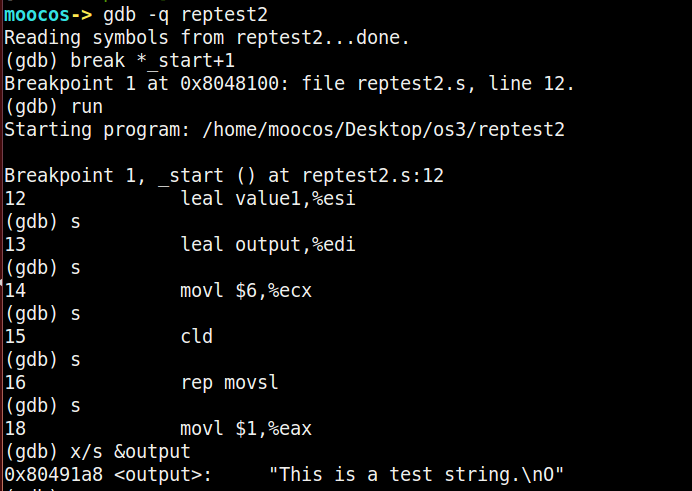 moocos-> gdb -q reptest2
Reading symbols from reptest2...done.
(gdb) break *_start+1
Breakpoint 1 at 0x8048100: file reptest2.s, line 12.
(gdb) run
Starting program: /home/moocos/Desktop/os3/reptest2

Breakpoint 1, _start () at reptest2.s:12
12              leal value1,%esi
(gdb) s
13              leal output,%edi
(gdb) s
14              movl $6,%ecx
(gdb) s
15              cld
(gdb) s
16              rep movsl
(gdb) s
18              movl $1,%eax
(gdb) x/s &output
0x80491a8 <output>:     "This is a test string.\nO"